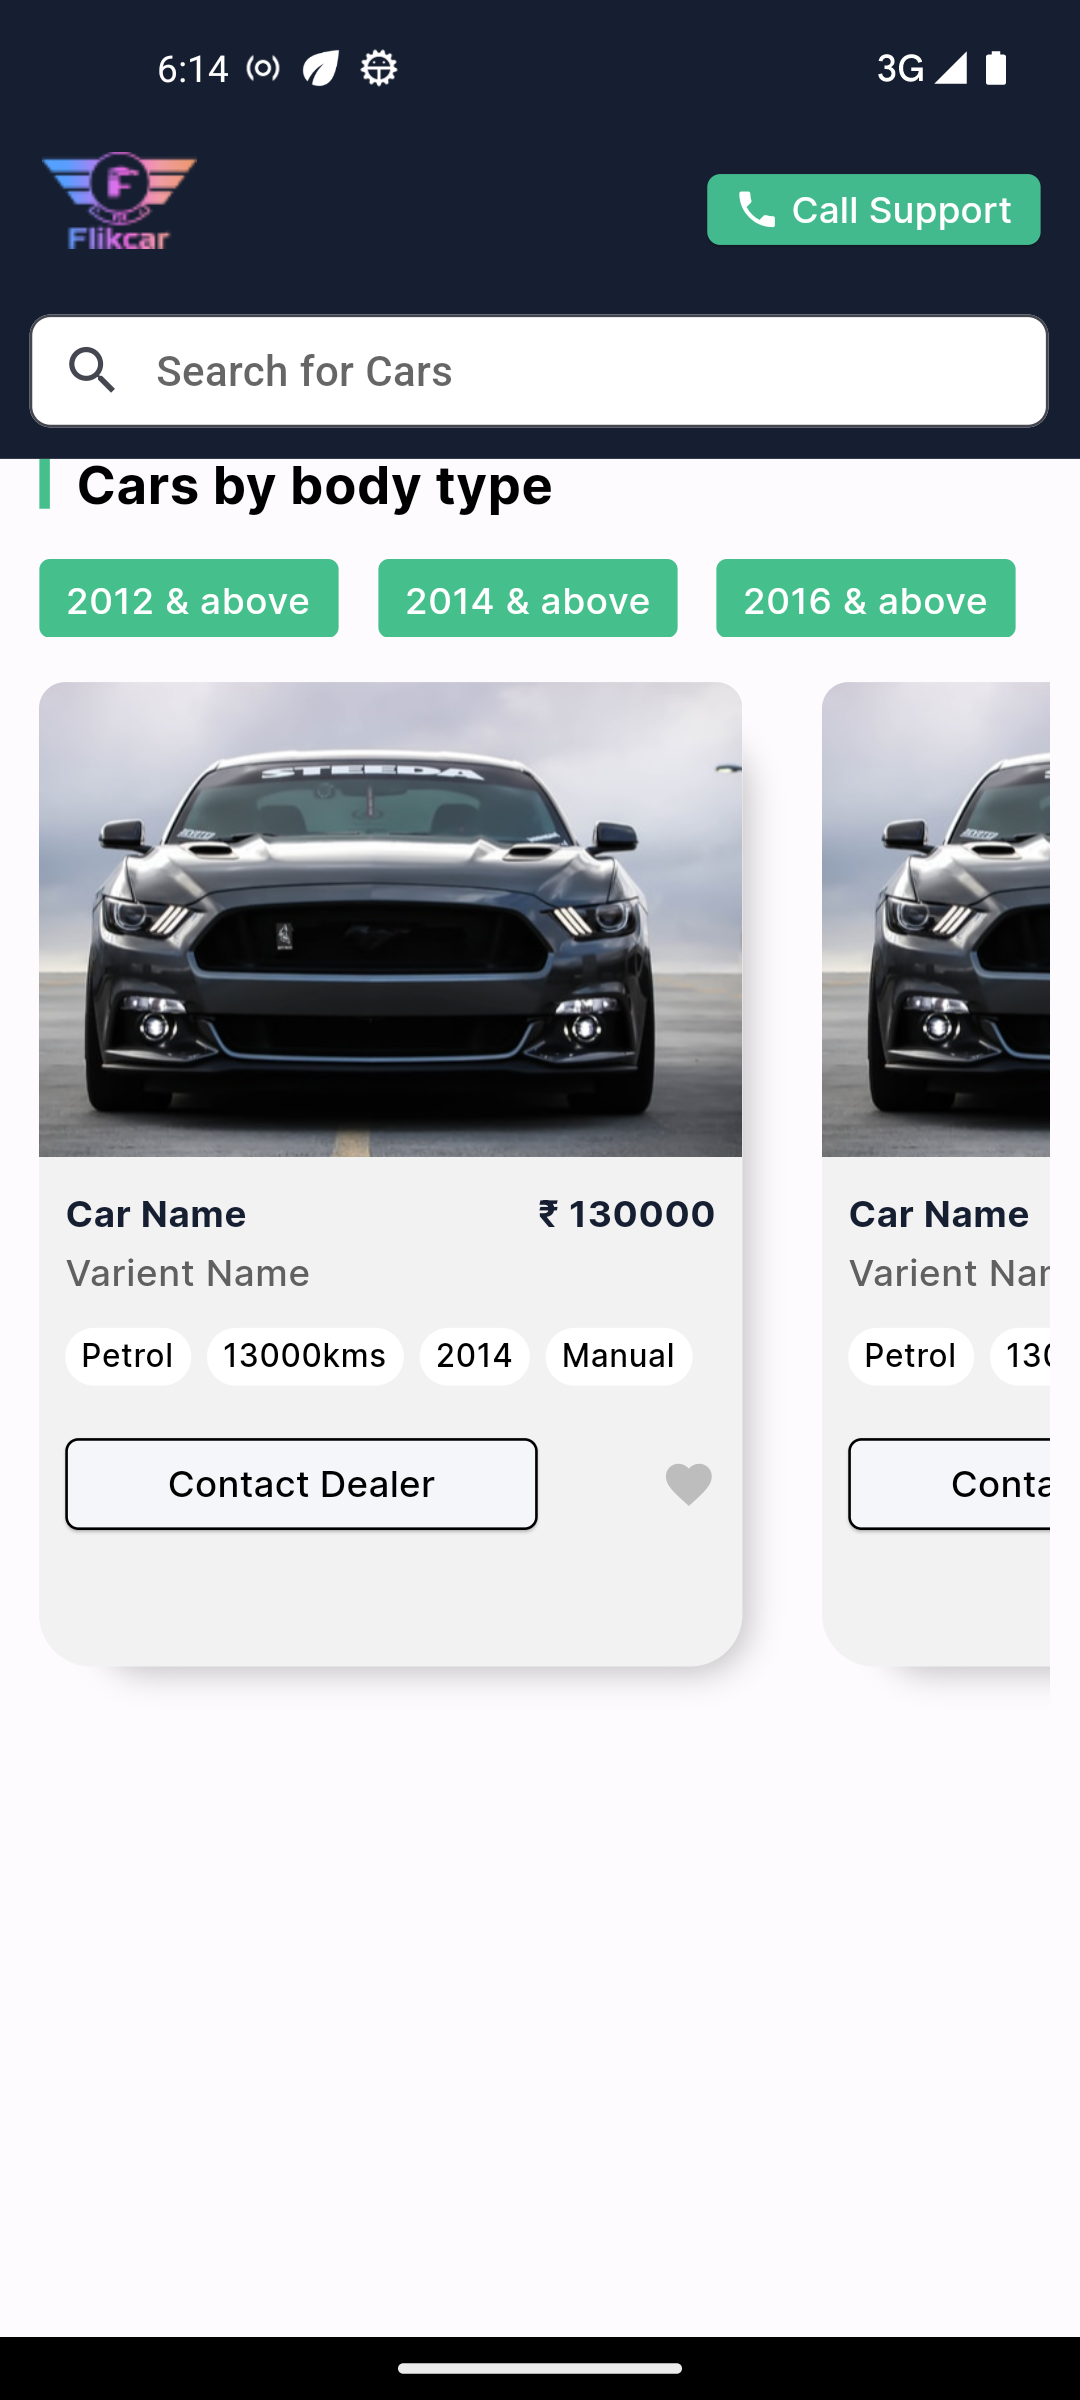 6:14
3G
F
Flikcar
Call Support
Search for Cars
Cars by body type
2012 & above
2014 & above
2016 & above
STEEDA
Car Name
₹ 130000
Varient Name
Petrol
13000kms
2014
Manual
Contact Dealer
Car Name
Varient Nar
Petrol
130
Conta